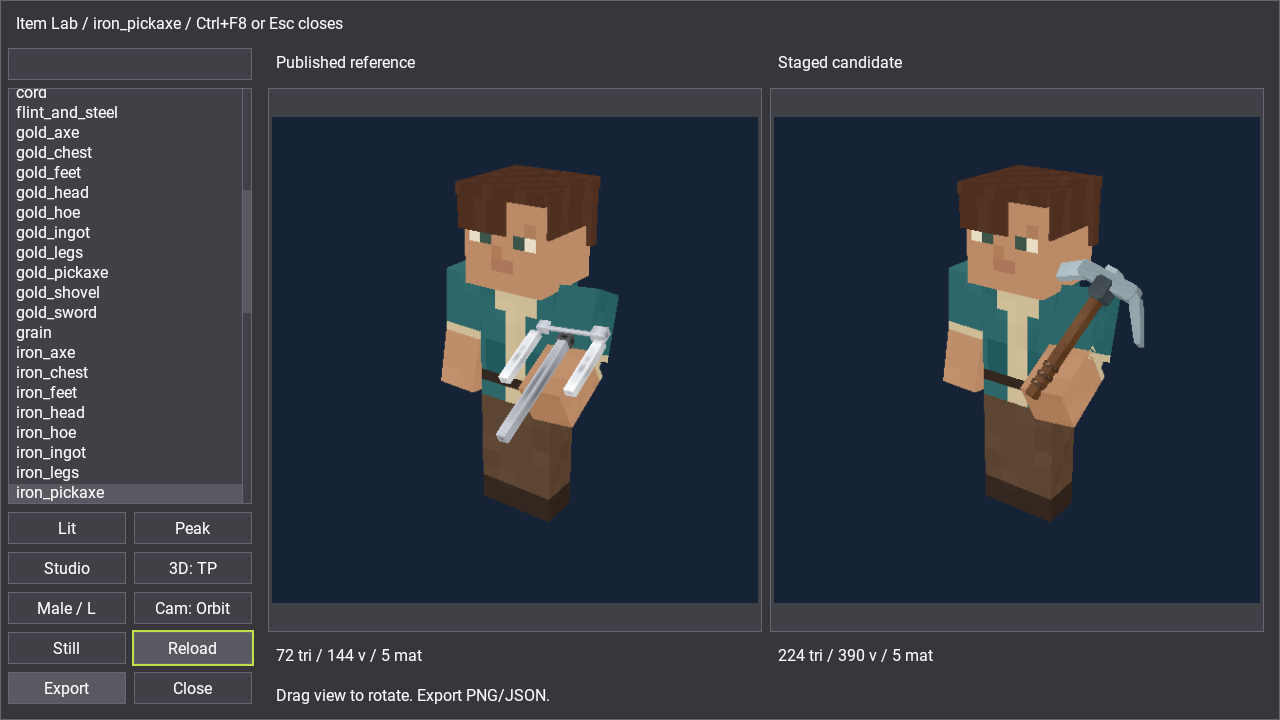 Item Lab / iron_pickaxe / Ctrl+F8 or Esc closes
Published reference
Staged candidate
cord
flint_and_steel
gold_axe
gold_chest
gold_feet
gold_head
gold_hoe
gold_ingot
gold_legs
gold_pickaxe
gold_shovel
gold_sword
grain
iron_axe
iron_chest
iron_feet
iron_head
iron_hoe
iron_ingot
iron_legs
iron_pickaxe
Lit
Peak
Studio
3D: TP
Male / L
Cam: Orbit
Still
Reload
Export
Close
72 tri / 144 v / 5 mat
224 tri / 390 v / 5 mat
Drag view to rotate. Export PNG/JSON.